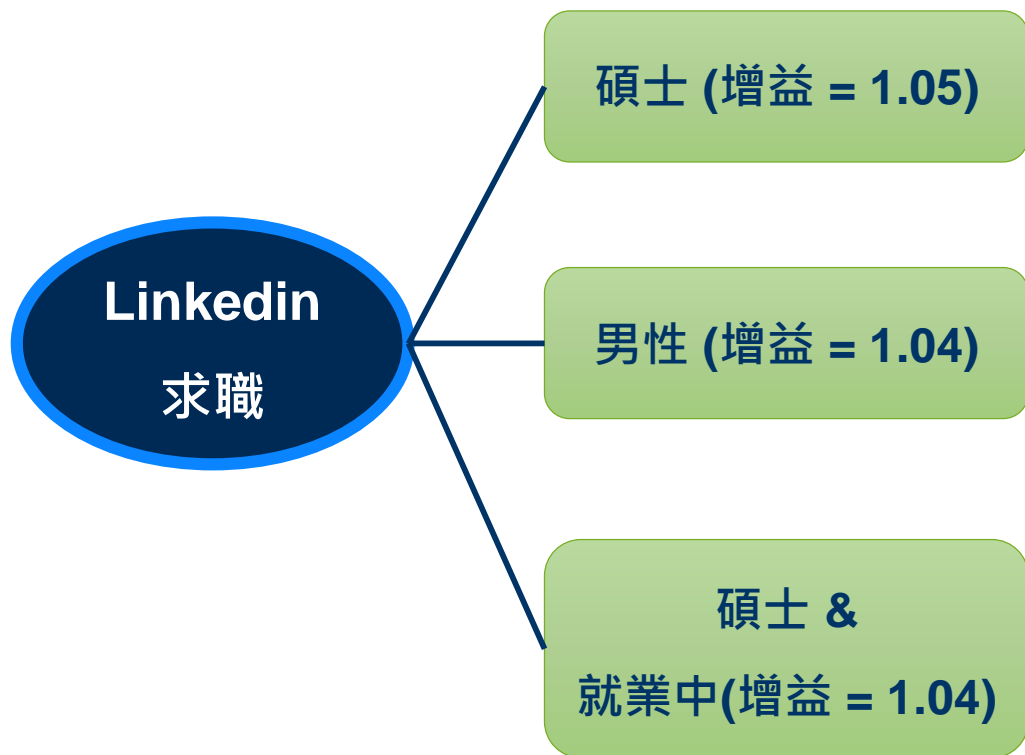 碩士 (增益 = 1.05)
Linkedin
求職
男性 (增益 = 1.04)
碩士 &
就業中(增益 = 1.04)